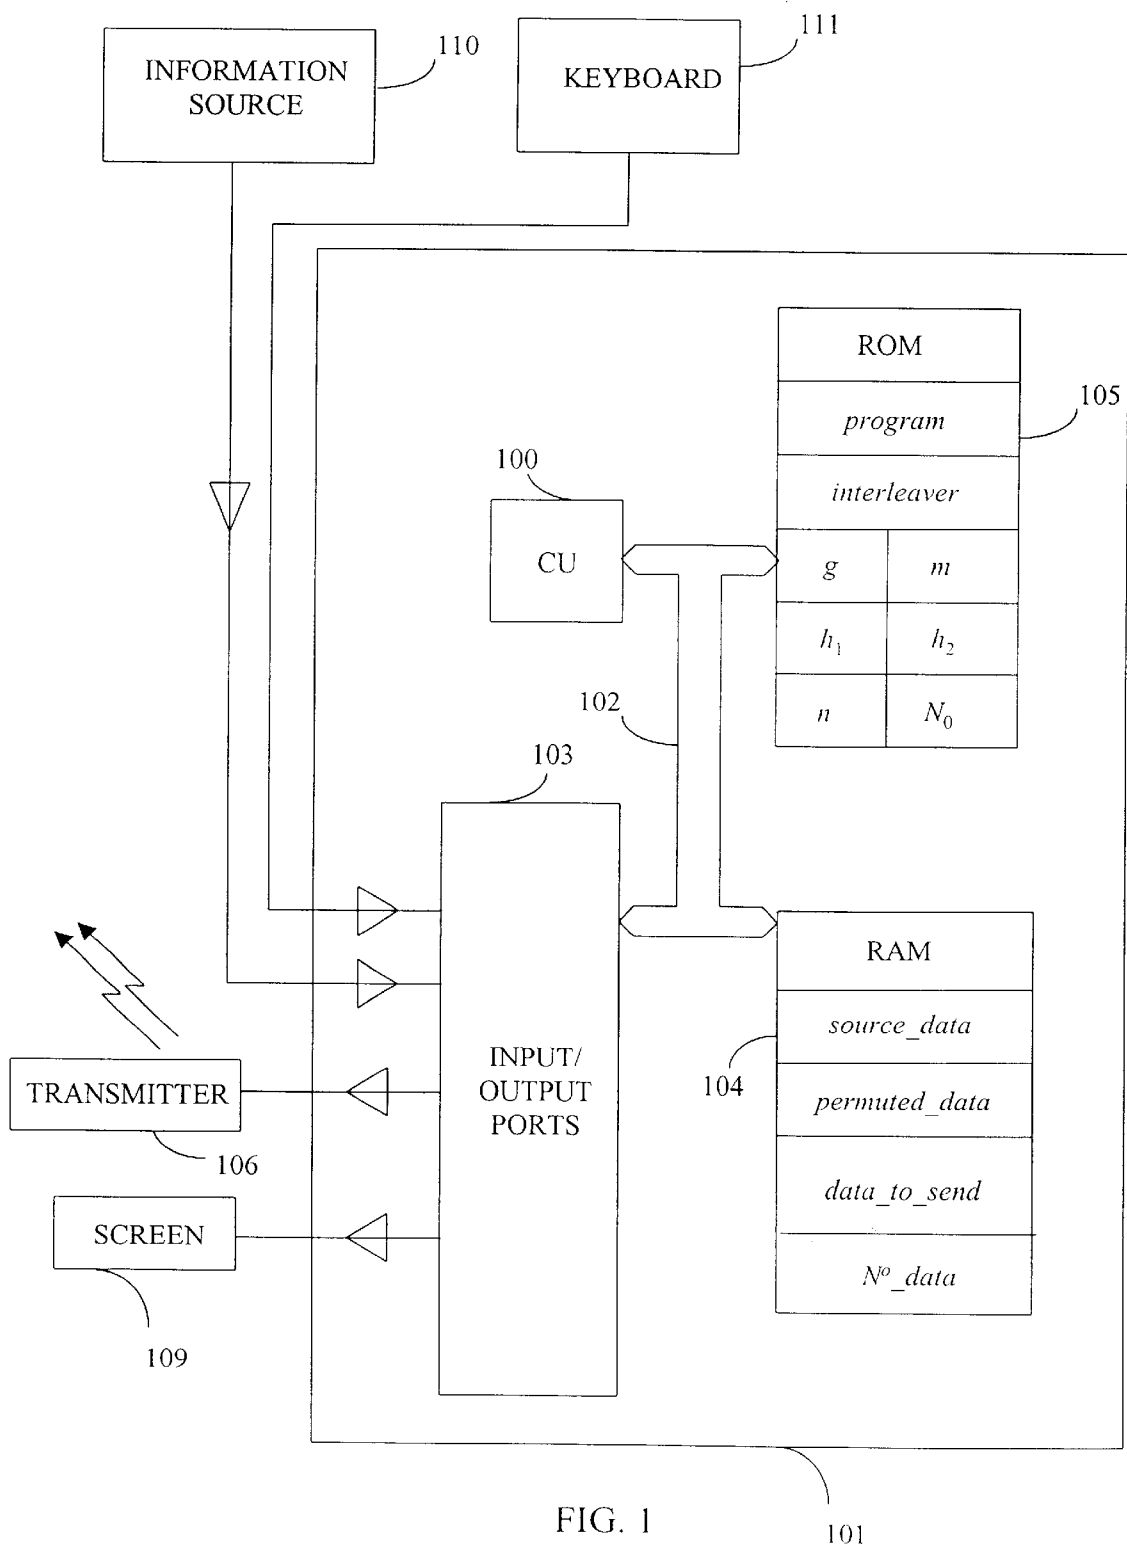 110
111
INFORMATION
SOURCE
KEYBOARD
ROM
105
program
100
interleaver
CU
g
m
h₁
h₂
102
n
N₀
103
RAM
source_data
INPUT/
OUTPUT
PORTS
104
TRANSMITTER
permuted_data
106
data_to_send
SCREEN
Nº_data
109
FIG. 1
101